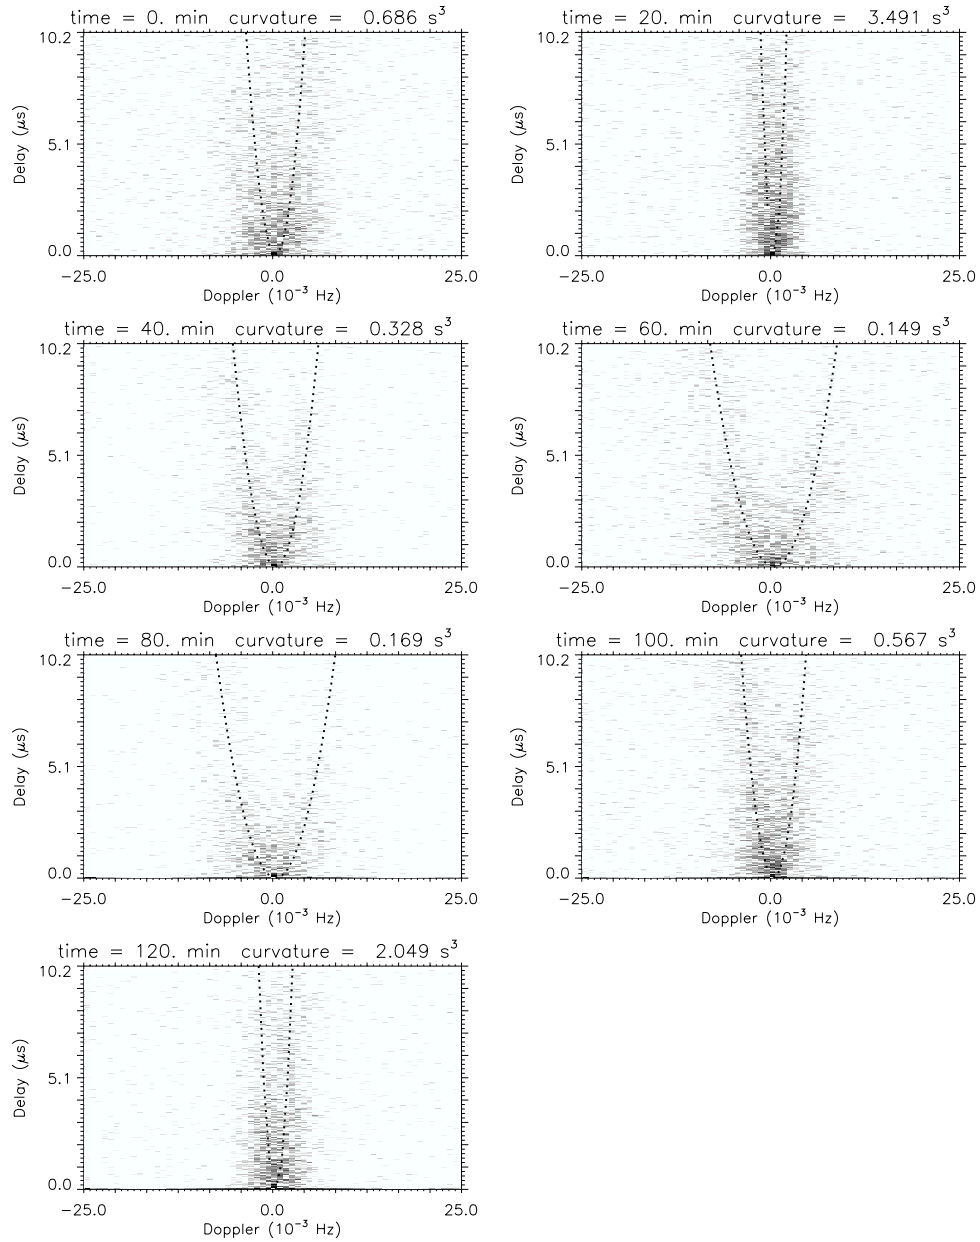 time = 0. min curvature = 0.686 s³
10.2
5.1
0.0
Delay (μs)
-25.0 0.0 25.0
Doppler (10⁻³ Hz)
time = 20. min curvature = 3.491 s³
10.2
5.1
0.0
Delay (μs)
-25.0 0.0 25.0
Doppler (10⁻³ Hz)
time = 40. min curvature = 0.328 s³
10.2
5.1
0.0
Delay (μs)
-25.0 0.0 25.0
Doppler (10⁻³ Hz)
time = 60. min curvature = 0.149 s³
10.2
5.1
0.0
Delay (μs)
-25.0 0.0 25.0
Doppler (10⁻³ Hz)
time = 80. min curvature = 0.169 s³
10.2
5.1
0.0
Delay (μs)
-25.0 0.0 25.0
Doppler (10⁻³ Hz)
time = 100. min curvature = 0.567 s³
10.2
5.1
0.0
Delay (μs)
-25.0 0.0 25.0
Doppler (10⁻³ Hz)
time = 120. min curvature = 2.049 s³
10.2
5.1
0.0
Delay (μs)
-25.0 0.0 25.0
Doppler (10⁻³ Hz)